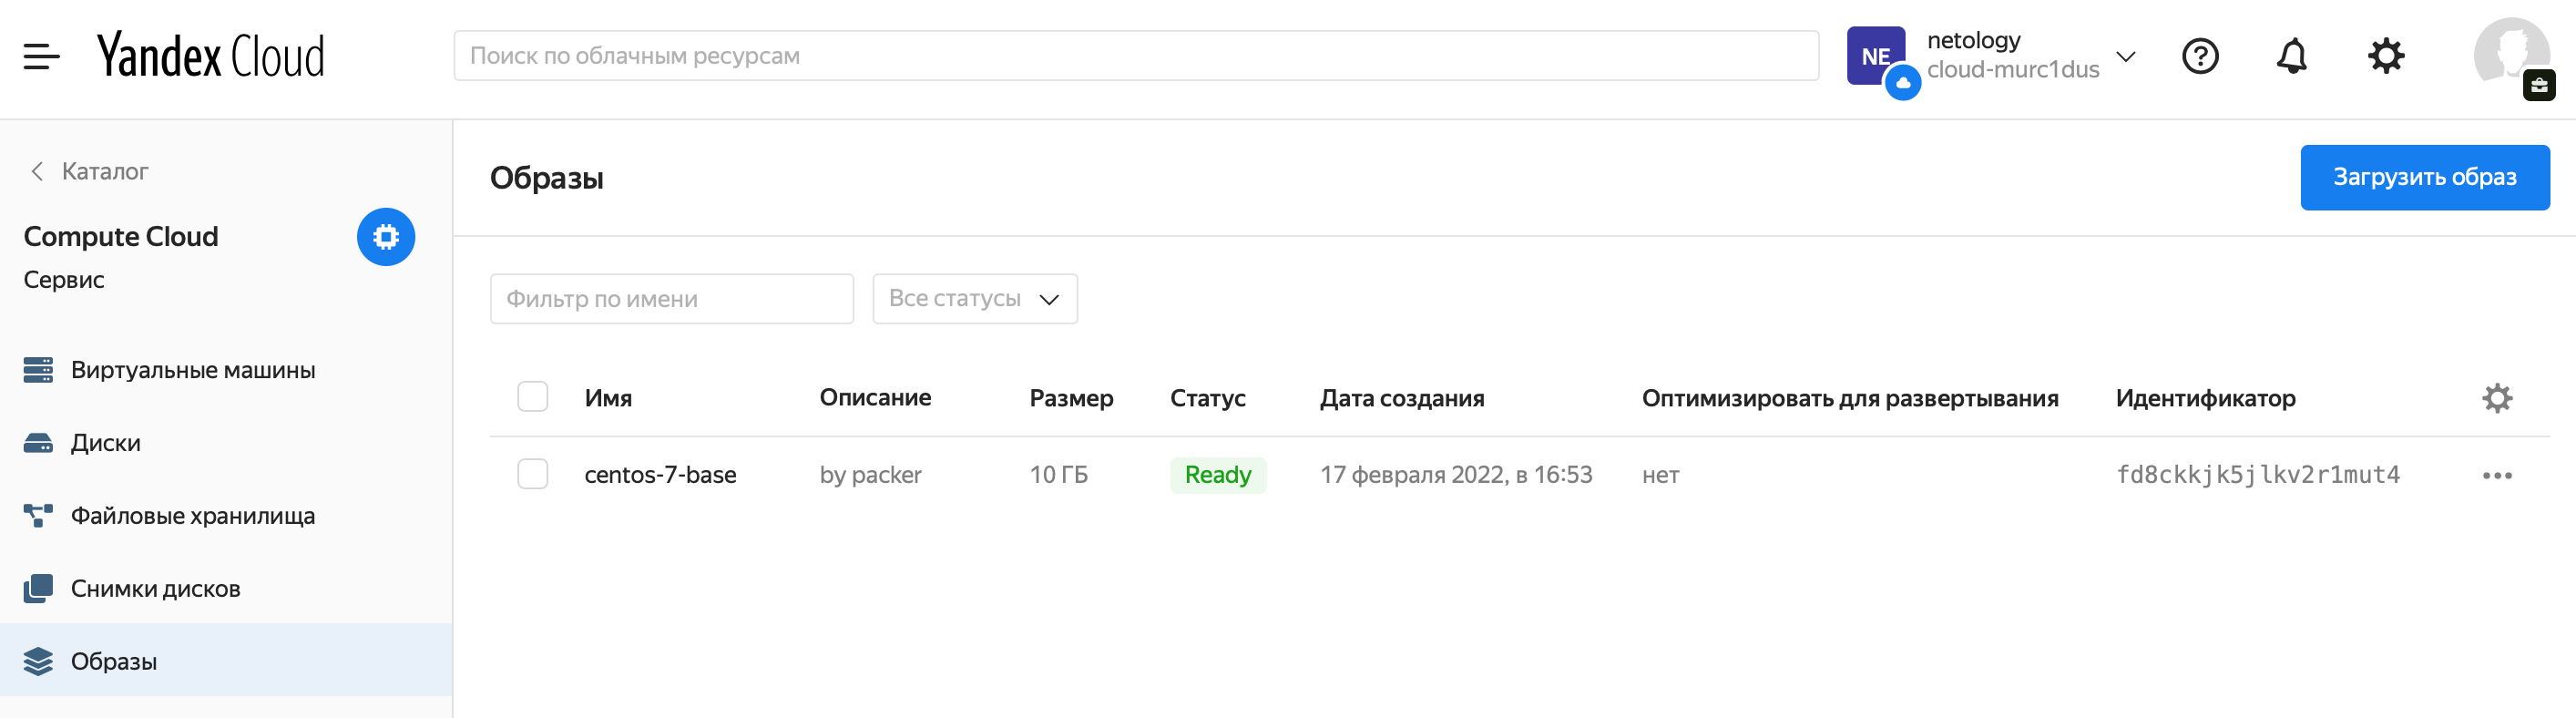 Yandex Cloud
Поиск по облачным ресурсам
NE
netology
cloud-murc1dus
Каталог
Compute Cloud
Сервис
Виртуальные машины
Диски
Файловые хранилища
Снимки дисков
Образы
Образы
Загрузить образ
Фильтр по имени
Все статусы
Имя Описание Размер Статус Дата создания Оптимизировать для развертывания Идентификатор
centos-7-base by packer 10 ГБ Ready 17 февраля 2022, в 16:53 нет fd8ckkjk5jlkv2r1mut4